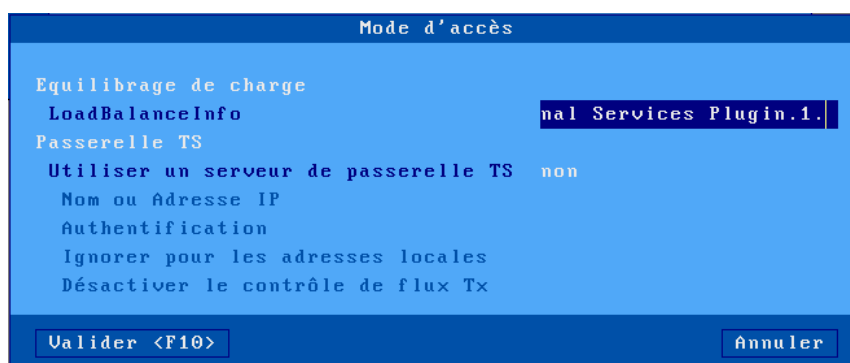 Mode d'accès
Equilibrage de charge
LoadBalanceInfo nal Services Plugin.1.
Passerelle TS
Utiliser un serveur de passerelle TS non
Nom ou Adresse IP
Authentification
Ignorer pour les adresses locales
Désactiver le contrôle de flux Tx
Valider <F10> Annuler